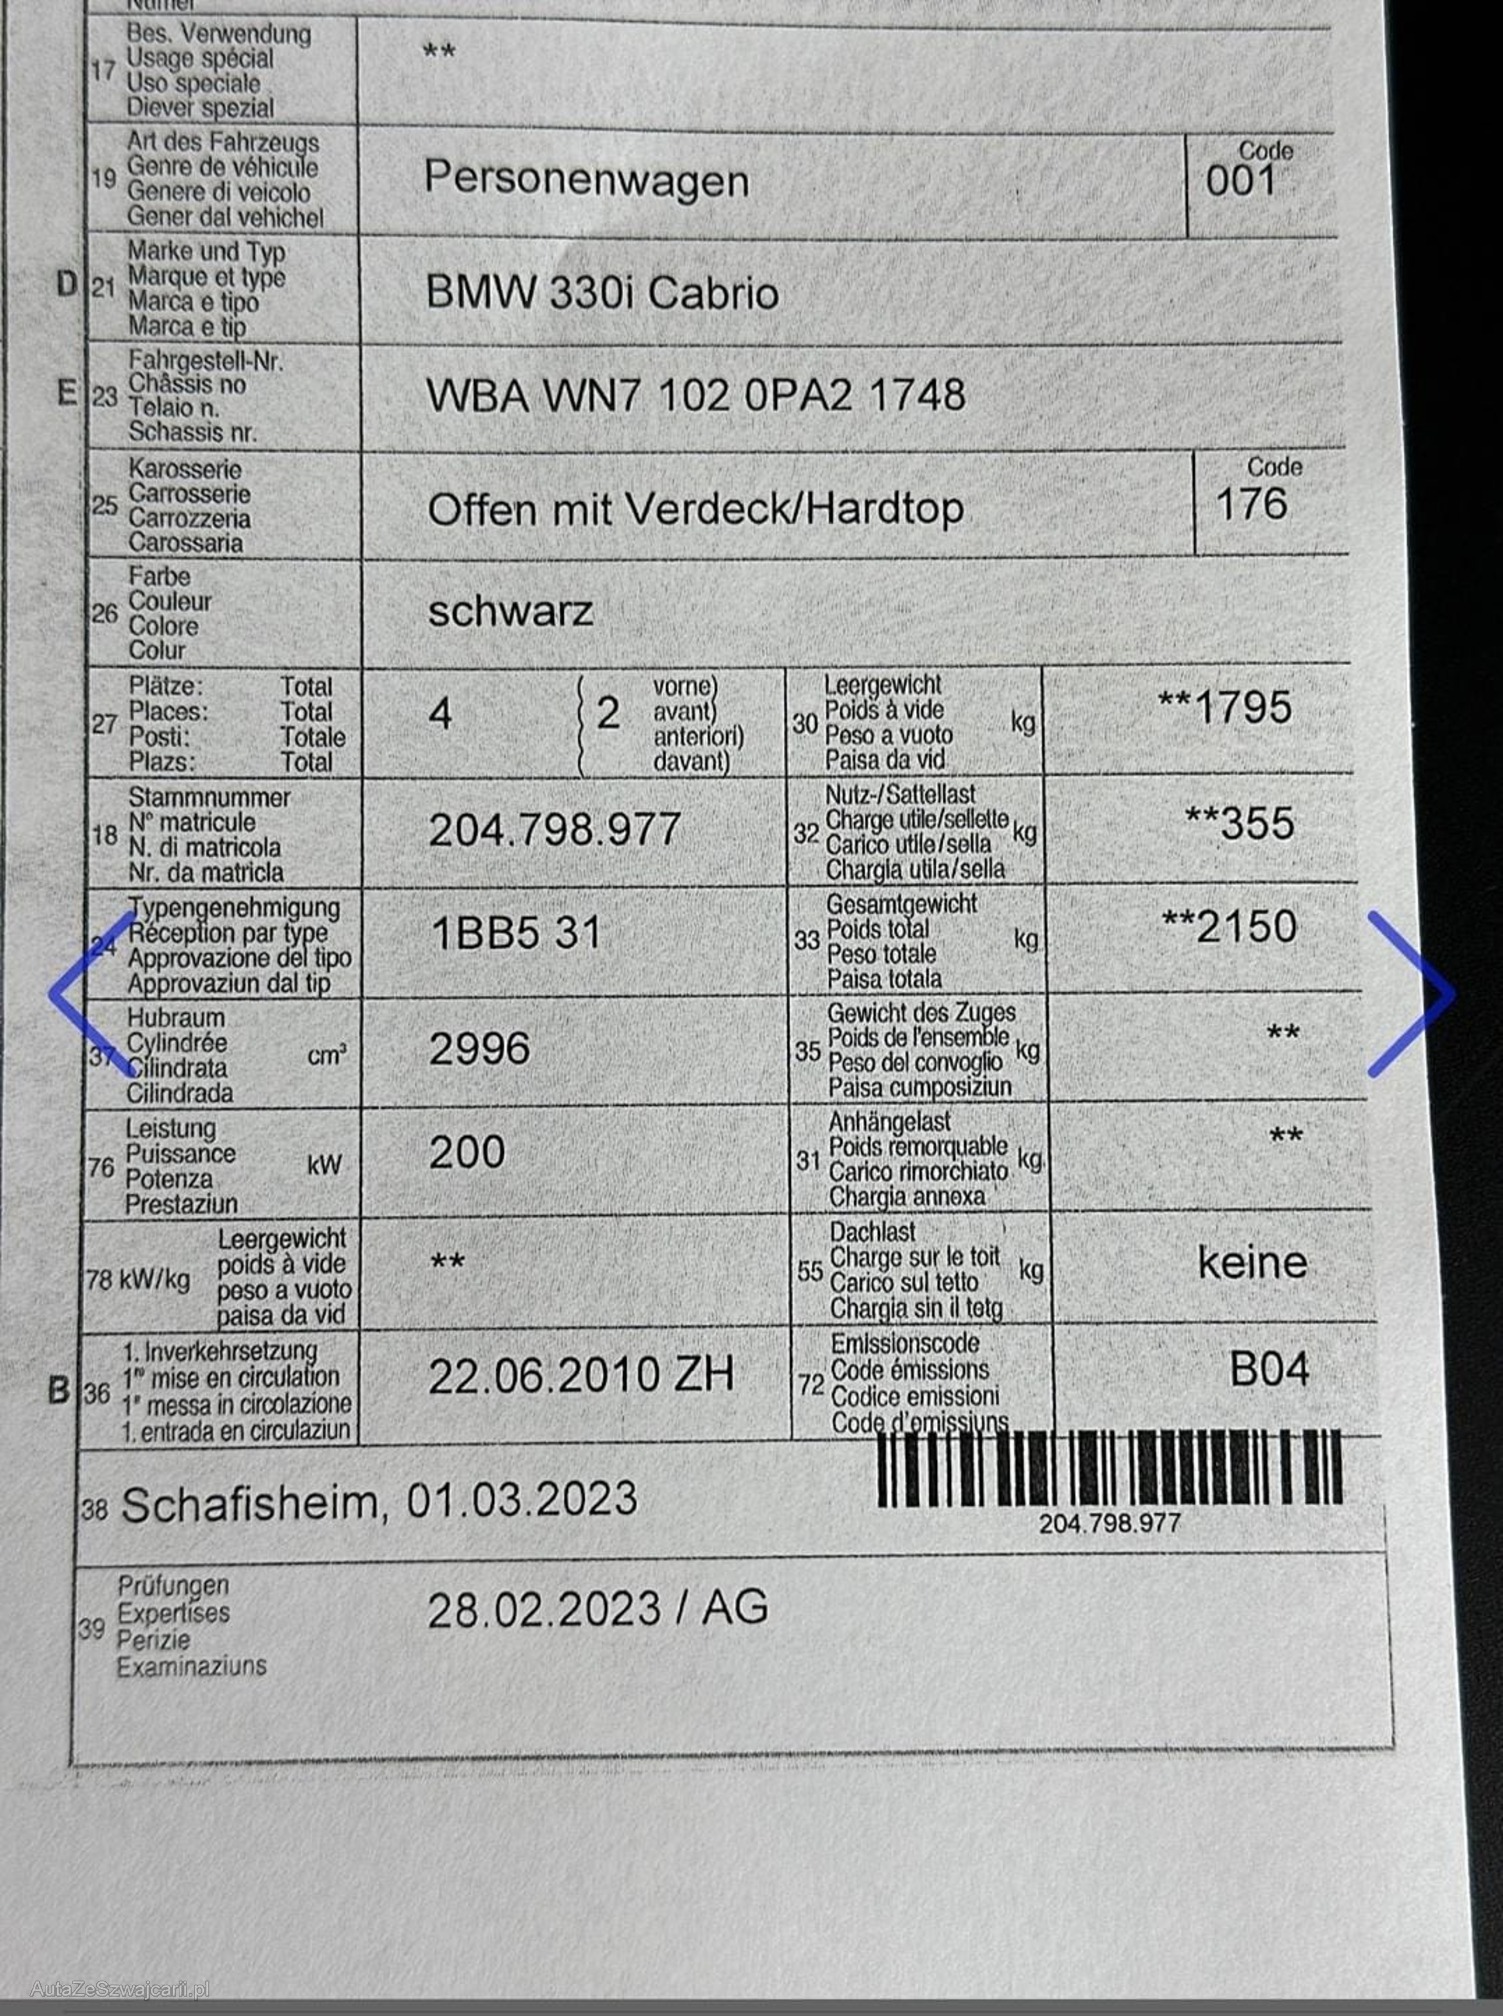 17 Bes. Verwendung
Usage spécial
Uso speciale
Diever spezial
**
19 Art des Fahrzeugs
Genre de véhicule
Genere di veicolo
Gener dal vehichel
Personenwagen
Code
001
D 21 Marke und Typ
Marque et type
Marca e tipo
Marca e tip
BMW 330i Cabrio
E 23 Fahrgestell-Nr.
Châssis no
Telaio n.
Schassis nr.
WBA WN7 102 0PA2 1748
25 Karosserie
Carrosserie
Carrozzeria
Carossaria
Offen mit Verdeck/Hardtop
Code
176
26 Farbe
Couleur
Colore
Colur
schwarz
27 Plätze: Total
Places: Total
Posti: Totale
Plazs: Total
4 ( 2 vorne)
avant)
anteriori)
davant)
30 Leergewicht
Poids à vide
Peso a vuoto
Paisa da vid
kg
**1795
18 Stammnummer
N° matricule
N. di matricola
Nr. da matricla
204.798.977
32 Nutz-/Sattellast
Charge utile/sellette
Carico utile/sella
Chargia utila/sella
kg
**355
24 Typengenehmigung
Réception par type
Approvazione del tipo
Approvaziun dal tip
1BB5 31
33 Gesamtgewicht
Poids total
Peso totale
Paisa totala
kg
**2150
37 Hubraum
Cylindrée
Cilindrata
Cilindrada
cm³
2996
35 Gewicht des Zuges
Poids de l'ensemble
Peso del convoglio
Paisa cumposiziun
kg
**
76 Leistung
Puissance
Potenza
Prestaziun
kW
200
31 Anhängelast
Poids remorquable
Carico rimorchiato
Chargia annexa
kg
**
78 kW/kg
Leergewicht
poids à vide
peso a vuoto
paisa da vid
**
55 Dachlast
Charge sur le toit
Carico sul tetto
Chargia sin il tetg
kg
keine
B 36 1. Inverkehrsetzung
1re mise en circulation
1a messa in circolazione
1. entrada en circulaziun
22.06.2010 ZH
72 Emissionscode
Code émissions
Codice emissioni
Code d'emissiuns
B04
38 Schafisheim, 01.03.2023
204.798.977
39 Prüfungen
Expertises
Perizie
Examinaziuns
28.02.2023 / AG
AutaZeSzwajcarii.pl